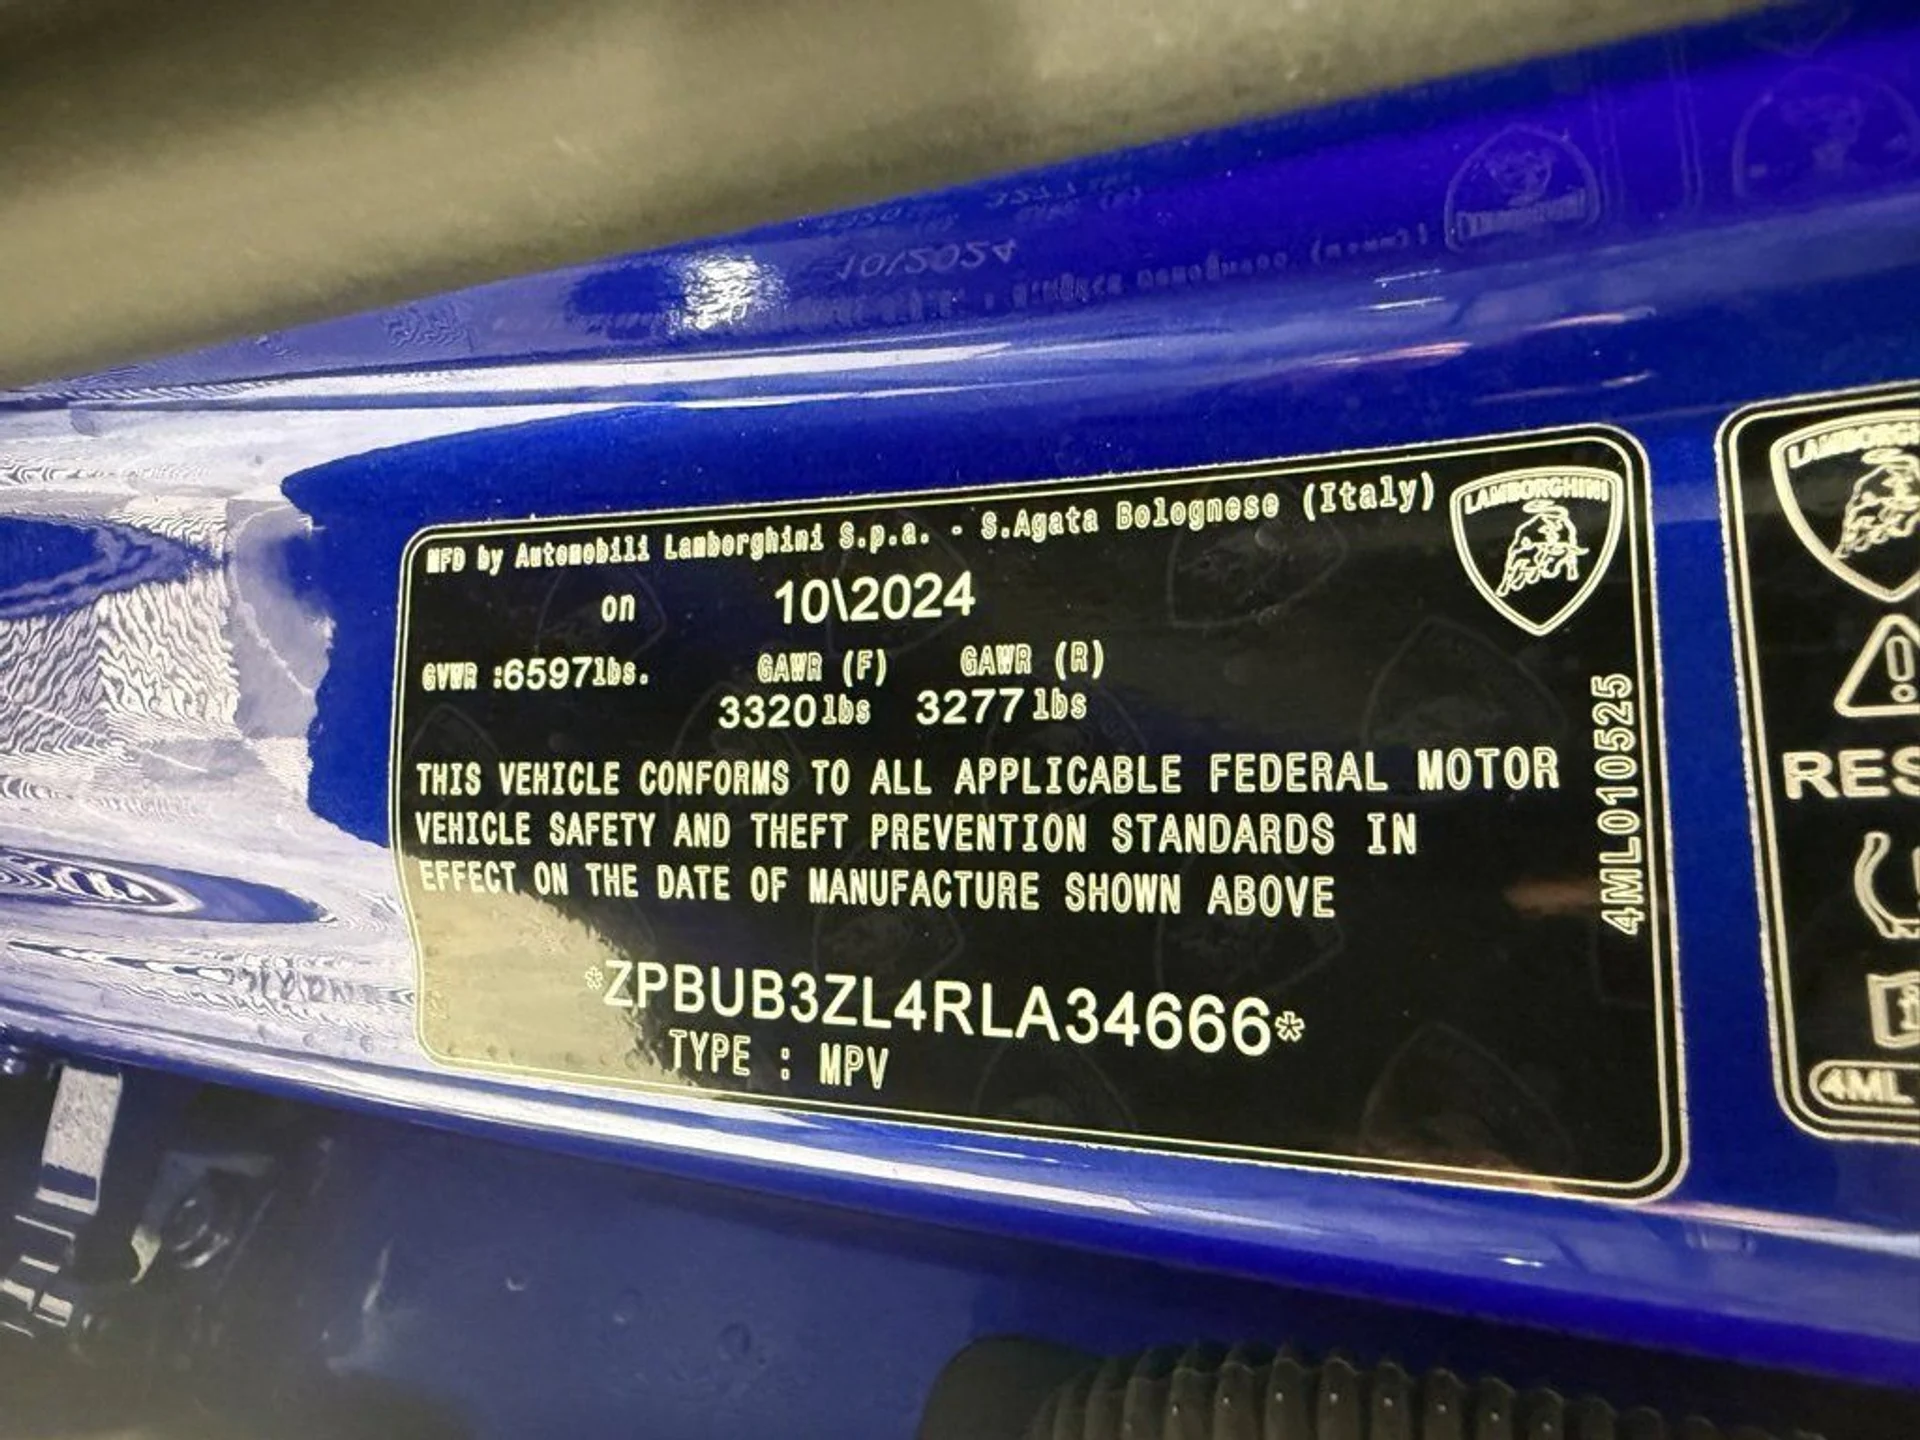 MFD by Automobili Lamborghini S.p.a. - S.Agata Bolognese (Italy)
LAMBORGHINI
on 10\2024
GVWR :6597lbs. GAWR (F) GAWR (R)
3320lbs 3277lbs
THIS VEHICLE CONFORMS TO ALL APPLICABLE FEDERAL MOTOR
VEHICLE SAFETY AND THEFT PREVENTION STANDARDS IN
EFFECT ON THE DATE OF MANUFACTURE SHOWN ABOVE
*ZPBUB3ZL4RLA34666*
TYPE : MPV
4ML010525
LAMBORGHI
RES
4ML